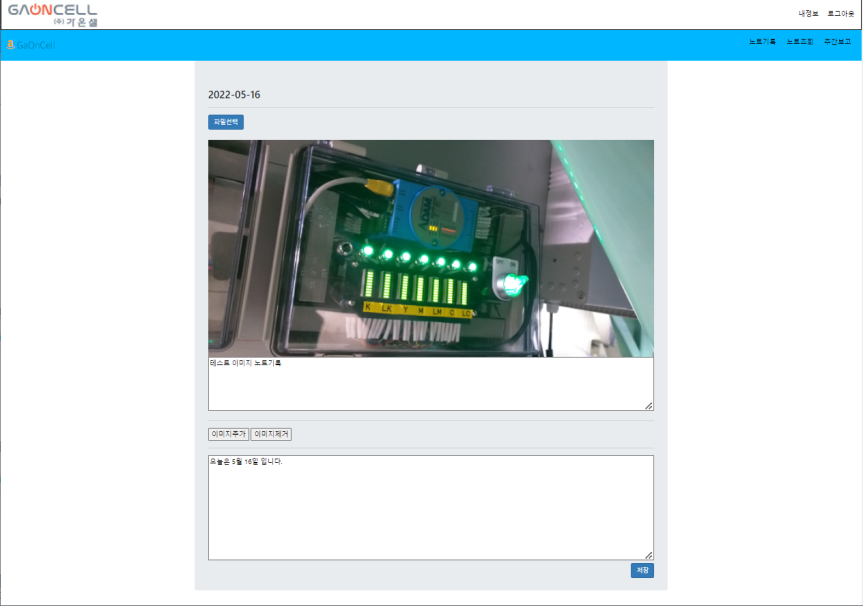 GAONCELL
(주) 가온셀
내정보 로그아웃
GaOnCell
노트기록 노트조회 주간보고
2022-05-16
파일선택
ADAM
K LK Y M LM C LC
테스트 이미지 노트기록
이미지추가 이미지제거
오늘은 5월 16일 입니다.
저장